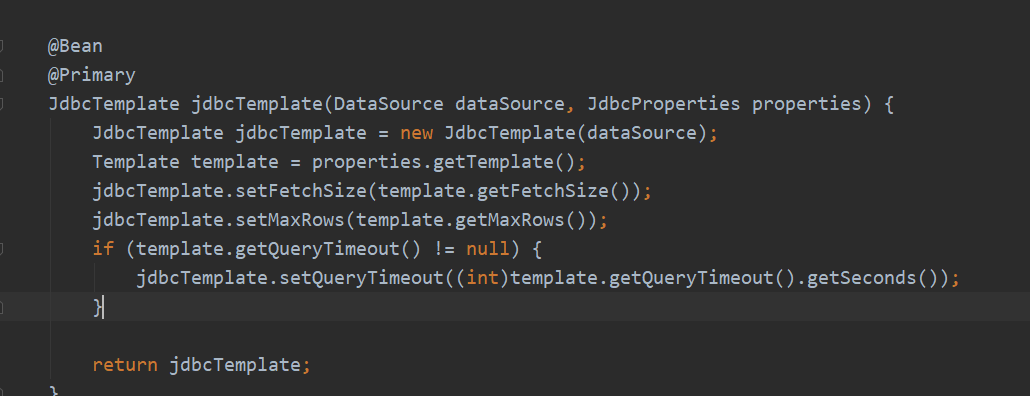 @Bean
@Primary
JdbcTemplate jdbcTemplate(DataSource dataSource, JdbcProperties properties) {
    JdbcTemplate jdbcTemplate = new JdbcTemplate(dataSource);
    Template template = properties.getTemplate();
    jdbcTemplate.setFetchSize(template.getFetchSize());
    jdbcTemplate.setMaxRows(template.getMaxRows());
    if (template.getQueryTimeout() != null) {
        jdbcTemplate.setQueryTimeout((int)template.getQueryTimeout().getSeconds());
    }
    return jdbcTemplate;
}